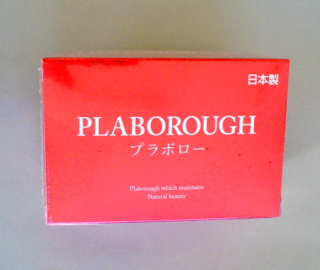 日本製
PLABOROUGH
プラボロー
Plaborough which maintains
Natural beauty